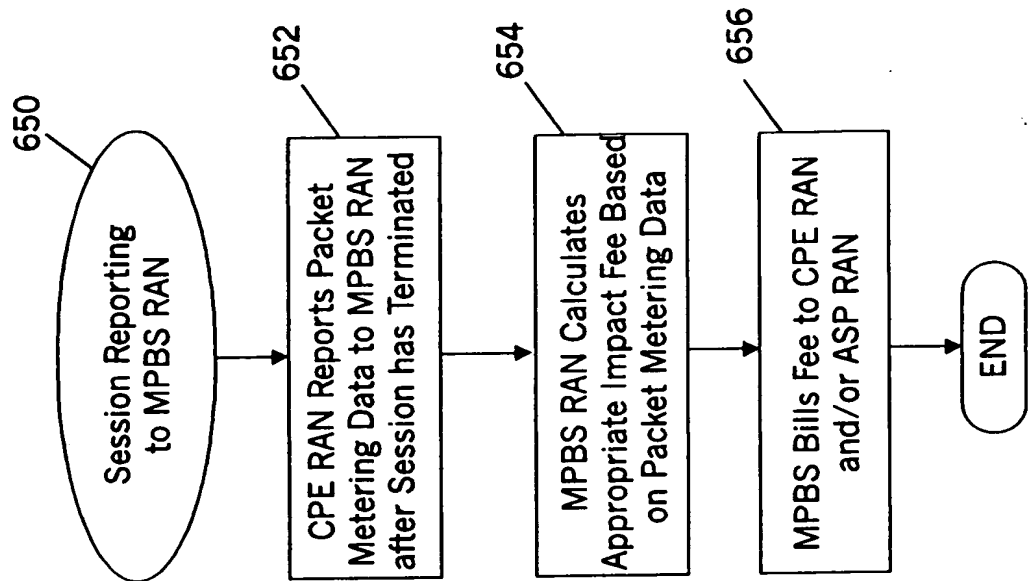 650
Session Reporting
to MPBS RAN
652
CPE RAN Reports Packet
Metering Data to MPBS RAN
after Session has Terminated
654
MPBS RAN Calculates
Appropriate Impact Fee Based
on Packet Metering Data
656
MPBS Bills Fee to CPE RAN
and/or ASP RAN
END